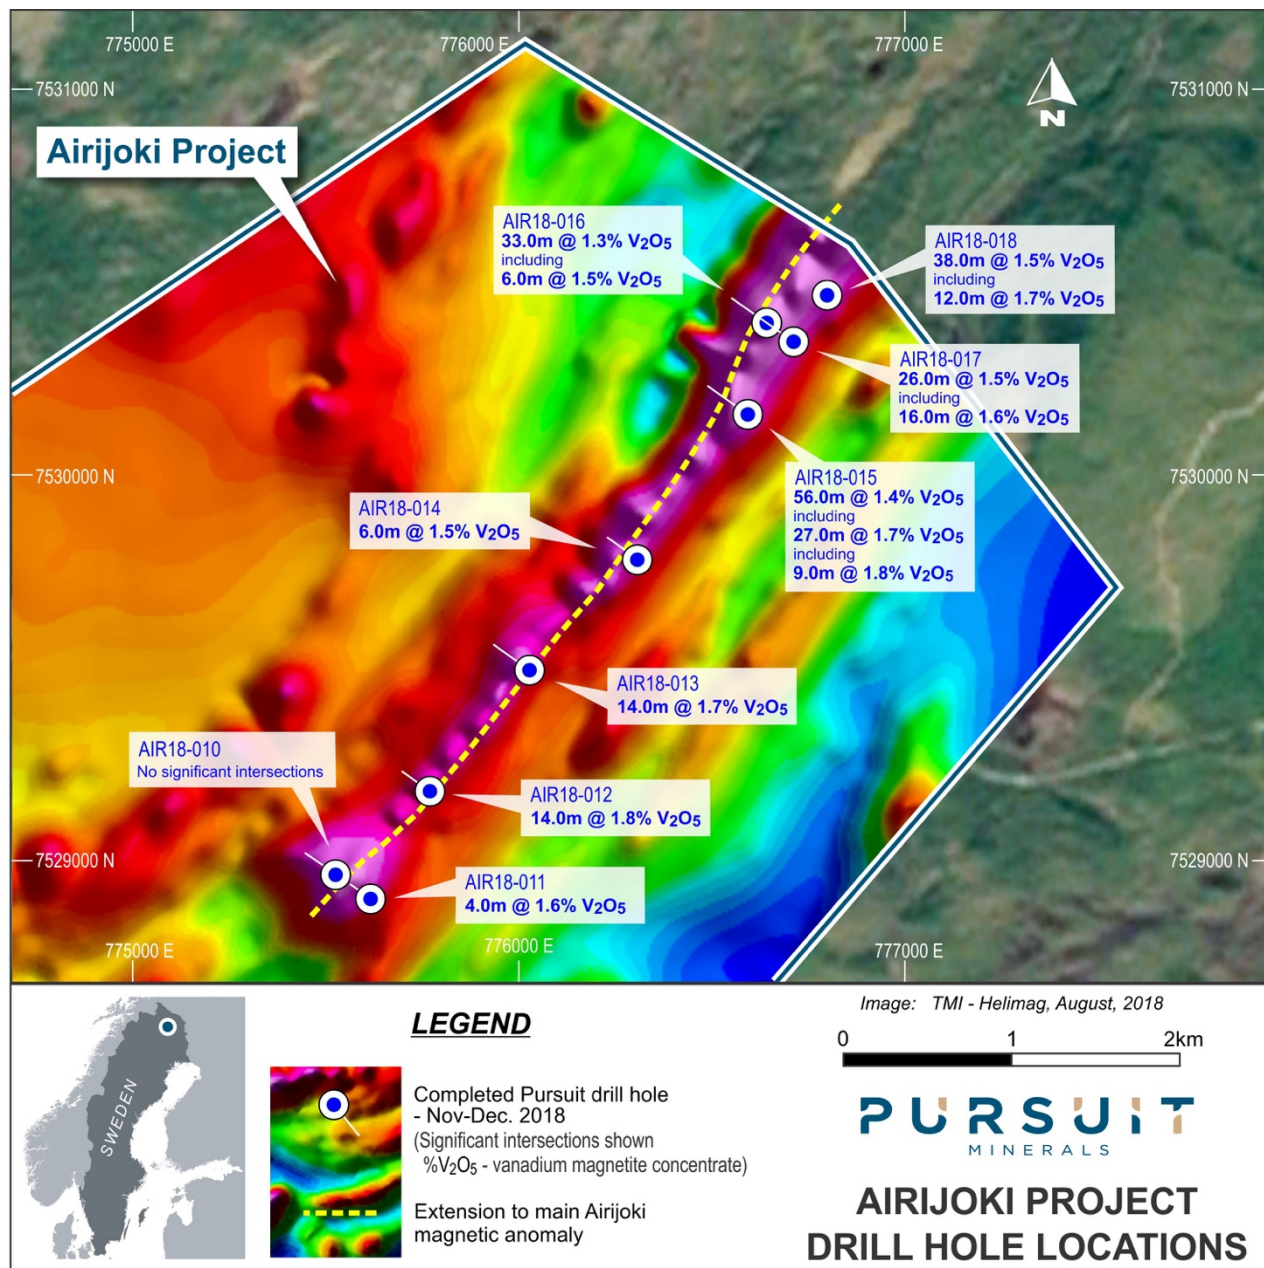 775000 E
776000 E
777000 E
7531000 N
7531000 N
N
Airijoki Project
AIR18-016
33.0m @ 1.3% V₂O₅
including
6.0m @ 1.5% V₂O₅
AIR18-018
38.0m @ 1.5% V₂O₅
including
12.0m @ 1.7% V₂O₅
AIR18-017
26.0m @ 1.5% V₂O₅
including
16.0m @ 1.6% V₂O₅
7530000 N
7530000 N
AIR18-015
56.0m @ 1.4% V₂O₅
including
27.0m @ 1.7% V₂O₅
including
9.0m @ 1.8% V₂O₅
AIR18-014
6.0m @ 1.5% V₂O₅
AIR18-013
14.0m @ 1.7% V₂O₅
AIR18-010
No significant intersections
AIR18-012
14.0m @ 1.8% V₂O₅
7529000 N
7529000 N
AIR18-011
4.0m @ 1.6% V₂O₅
775000 E
776000 E
777000 E
SWEDEN
LEGEND
Completed Pursuit drill hole
- Nov-Dec. 2018
(Significant intersections shown
%V₂O₅ - vanadium magnetite concentrate)
Extension to main Airijoki
magnetic anomaly
Image: TMI - Helimag, August, 2018
0 1 2km
PURSUIT
MINERALS
AIRIJOKI PROJECT
DRILL HOLE LOCATIONS